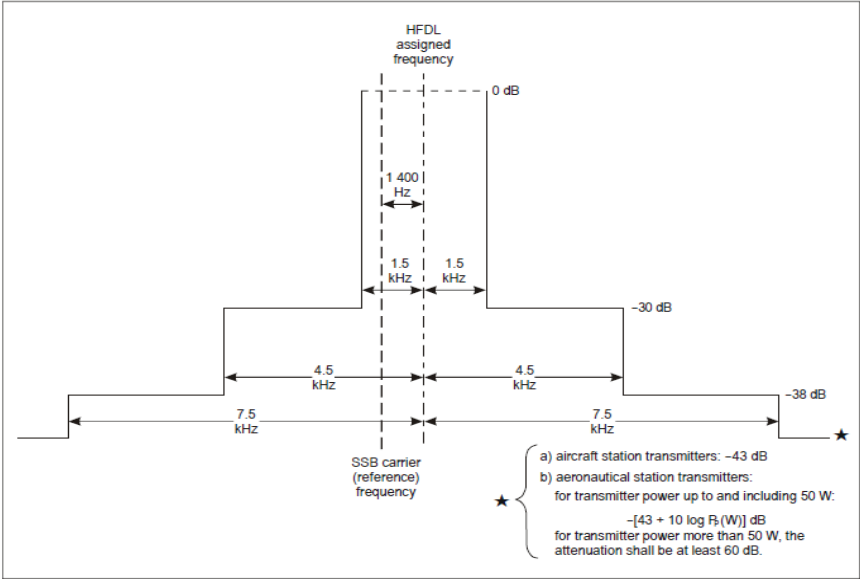 HFDL
assigned
frequency
0 dB
1 400
Hz
1.5
kHz
1.5
kHz
–30 dB
4.5
kHz
4.5
kHz
–38 dB
7.5
kHz
7.5
kHz
★
SSB carrier
(reference)
frequency
★
a) aircraft station transmitters: –43 dB
b) aeronautical station transmitters:
for transmitter power up to and including 50 W:
–[43 + 10 log Pp(W)] dB
for transmitter power more than 50 W, the
attenuation shall be at least 60 dB.